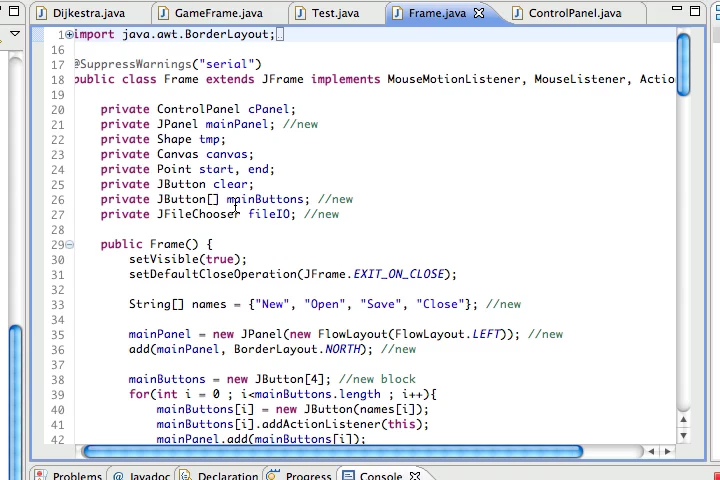 Dijkestra.java GameFrame.java Test.java Frame.java ControlPanel.java
1 import java.awt.BorderLayout;
16
17 @SuppressWarnings("serial")
18 public class Frame extends JFrame implements MouseMotionListener, MouseListener, Actio
19
20 private ControlPanel cPanel;
21 private JPanel mainPanel; //new
22 private Shape tmp;
23 private Canvas canvas;
24 private Point start, end;
25 private JButton clear;
26 private JButton[] mainButtons; //new
27 private JFileChooser fileIO; //new
28
29 public Frame() {
30 setVisible(true);
31 setDefaultCloseOperation(JFrame.EXIT_ON_CLOSE);
32
33 String[] names = {"New", "Open", "Save", "Close"}; //new
34
35 mainPanel = new JPanel(new FlowLayout(FlowLayout.LEFT)); //new
36 add(mainPanel, BorderLayout.NORTH); //new
37
38 mainButtons = new JButton[4]; //new block
39 for(int i = 0 ; i<mainButtons.length ; i++){
40 mainButtons[i] = new JButton(names[i]);
41 mainButtons[i].addActionListener(this);
42 mainPanel.add(mainButtons[i]);
Problems @ Javadoc Declaration Progress Console